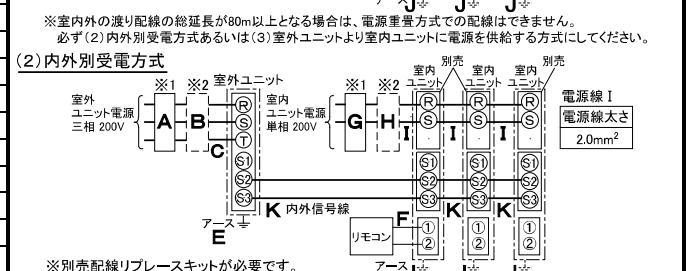 アース J J J
※室内外の渡り配線の総延長が80m以上となる場合は、電源重畳方式での配線はできません。
必ず(2)内外別受電方式あるいは(3)室外ユニットより室内ユニットに電源を供給する方式にしてください。
(2)内外別受電方式
※1 ※2 室外ユニット
室外
ユニット電源
三相 200V
A B C
R
S
T
S1
S2
S3
アース
E
K 内外信号線
※1 ※2
室内
ユニット電源
単相 200V
G H
別売 別売
室内
ユニット
室内
ユニット
室内
ユニット
R R R
S S S
I I I
S1 S1 S1
S2 S2 S2
S3 S3 S3
F K K
リモコン
① ① ①
② ② ②
アース
電源線 I
電源線太さ
2.0mm²
※別売配線リプレースキットが必要です。